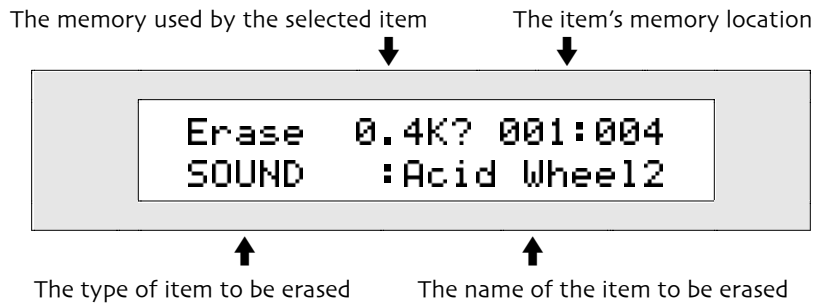 The memory used by the selected item
The item's memory location
Erase 0.4K? 001:004
SOUND :Acid Wheel2
The type of item to be erased
The name of the item to be erased